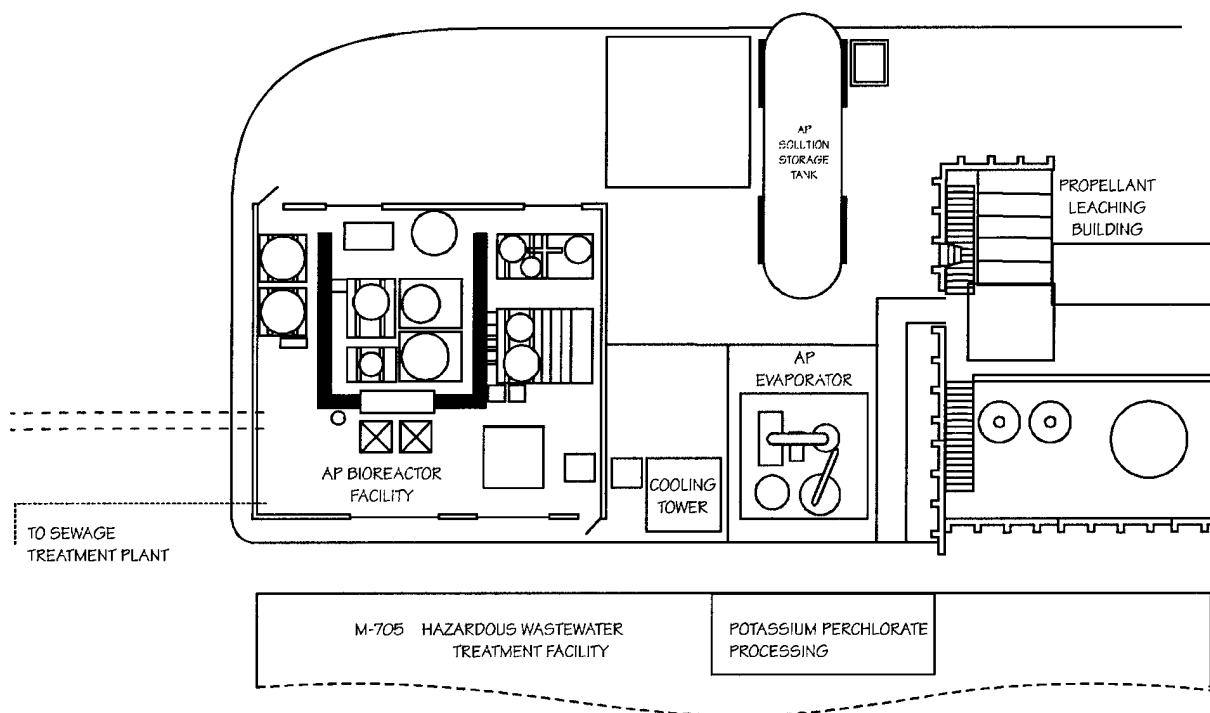 AP
SOLUTION
STORAGE
TANK
PROPELLANT
LEACHING
BUILDING
AP
EVAPORATOR
AP BIOREACTOR
FACILITY
COOLING
TOWER
TO SEWAGE
TREATMENT PLANT
M-705 HAZARDOUS WASTEWATER
TREATMENT FACILITY
POTASSIUM PERCHLORATE
PROCESSING